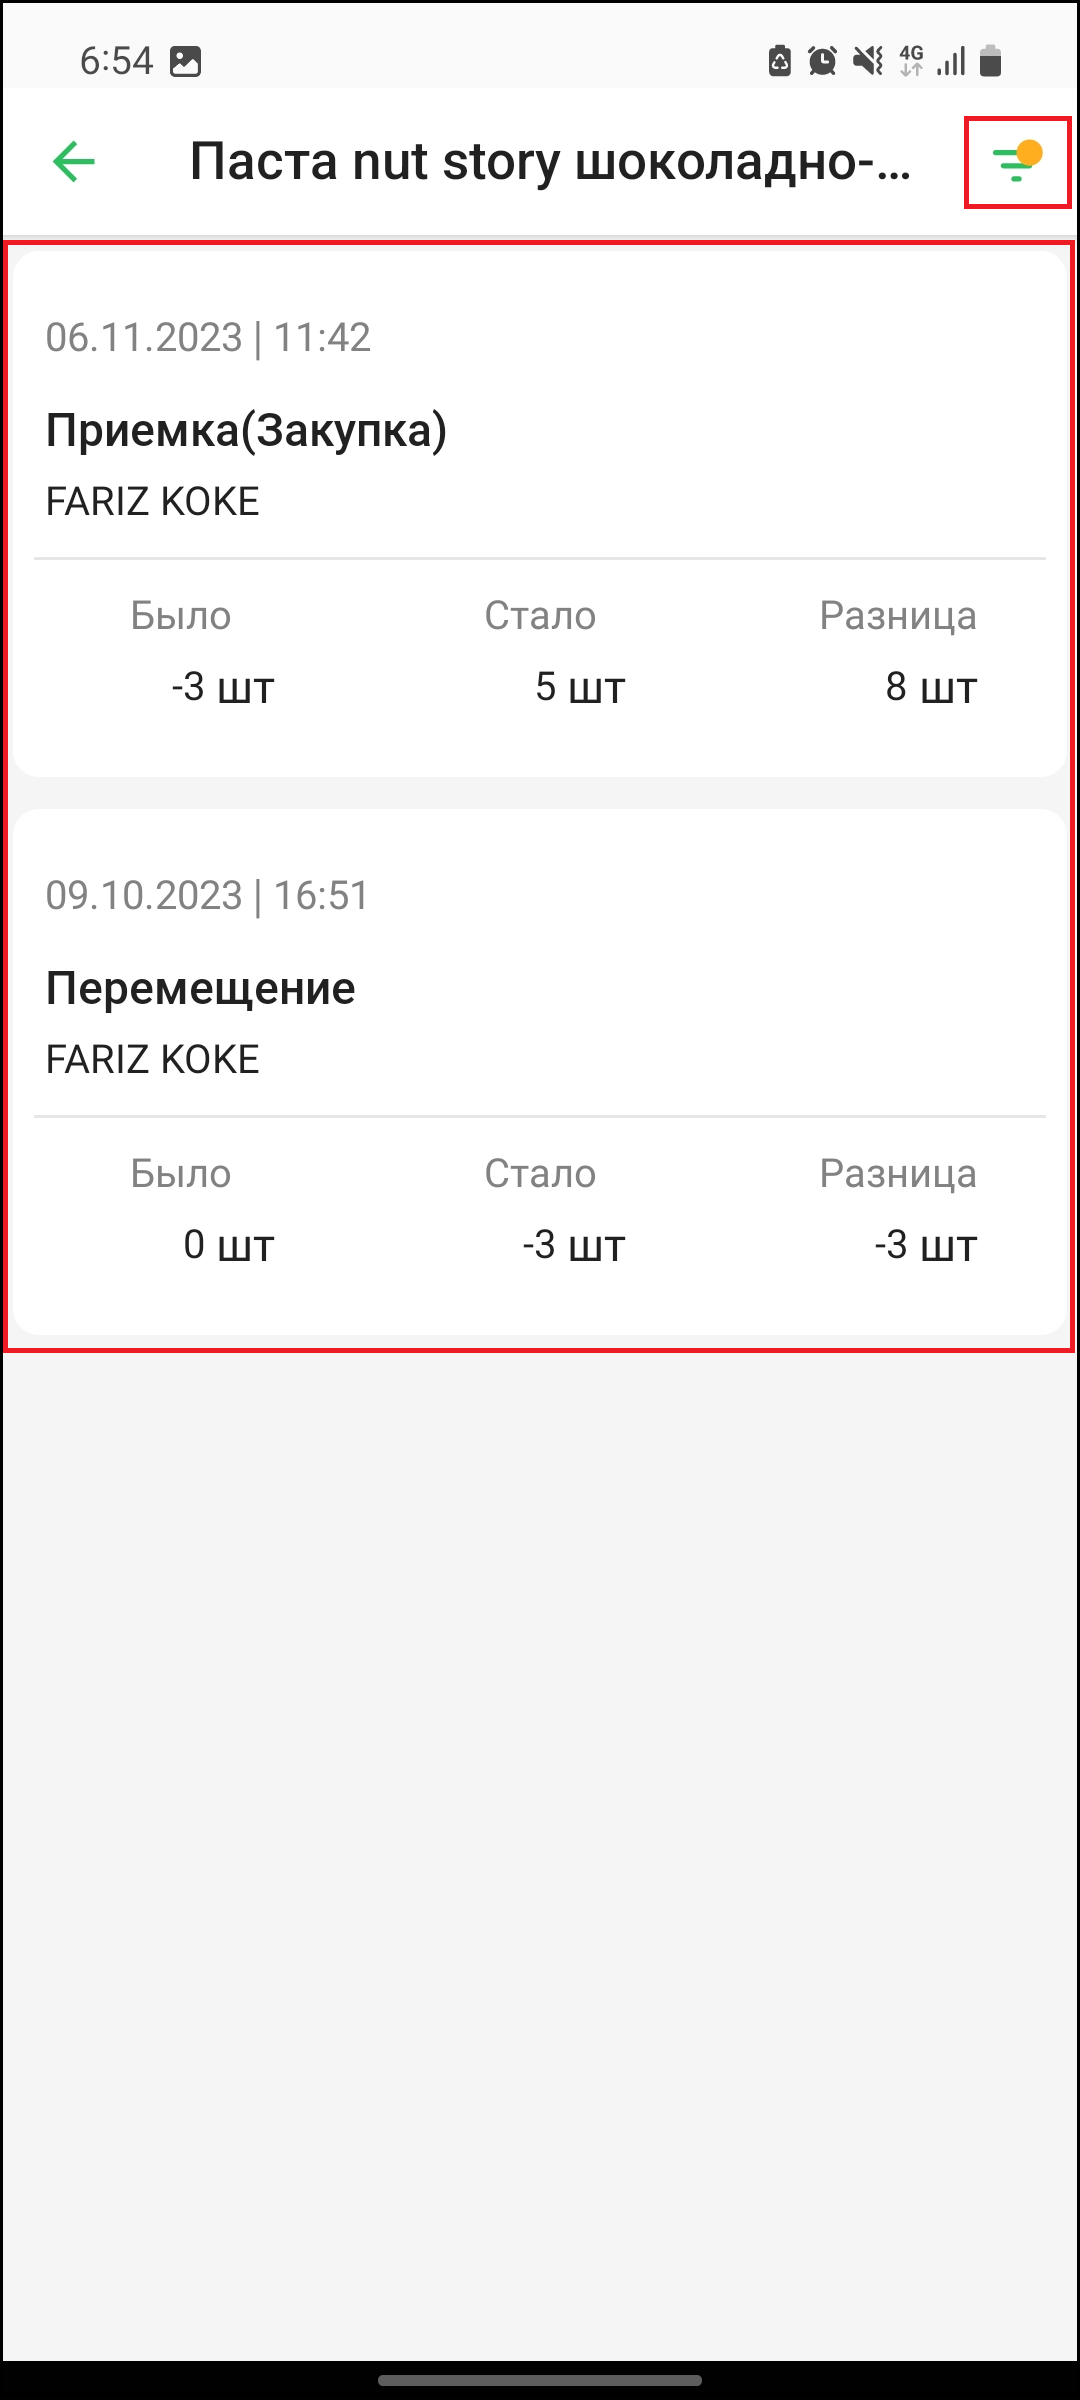 6:54
4G
Паста nut story шоколадно-...
06.11.2023 | 11:42
Приемка(Закупка)
FARIZ KOKE
Было Стало Разница
-3 шт 5 шт 8 шт
09.10.2023 | 16:51
Перемещение
FARIZ KOKE
Было Стало Разница
0 шт -3 шт -3 шт